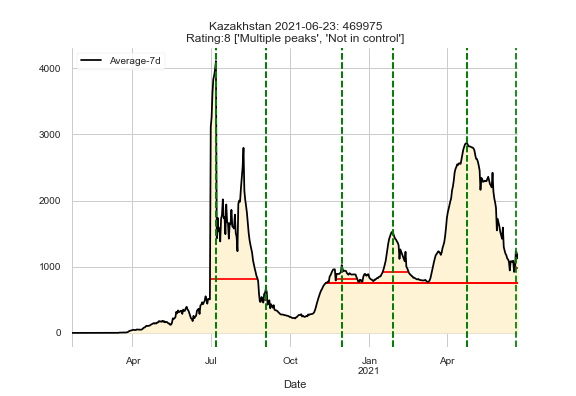 Kazakhstan 2021-06-23: 469975
Rating:8 ['Multiple peaks', 'Not in control']
Average-7d
4000
3000
2000
1000
0
Apr
Jul
Oct
Jan
2021
Apr
Date